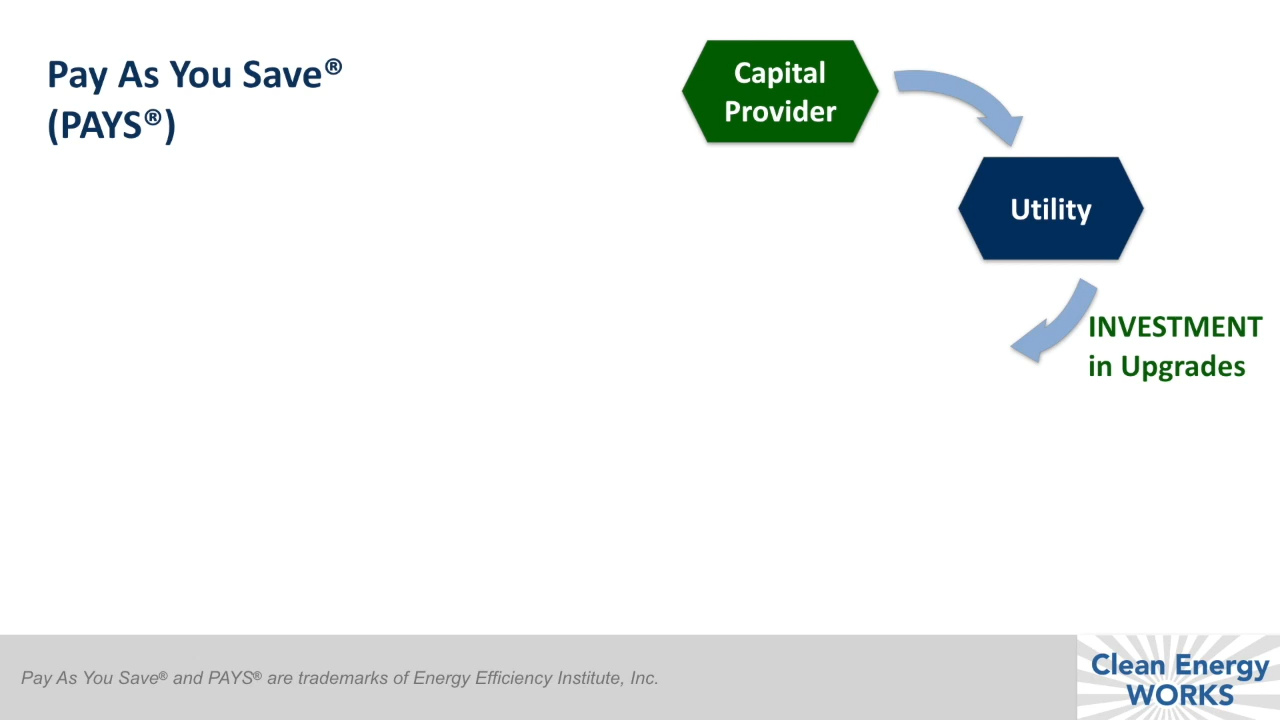 Pay As You Save®
(PAYS®)
Capital
Provider
Utility
INVESTMENT
in Upgrades
Pay As You Save® and PAYS® are trademarks of Energy Efficiency Institute, Inc.
Clean Energy
WORKS